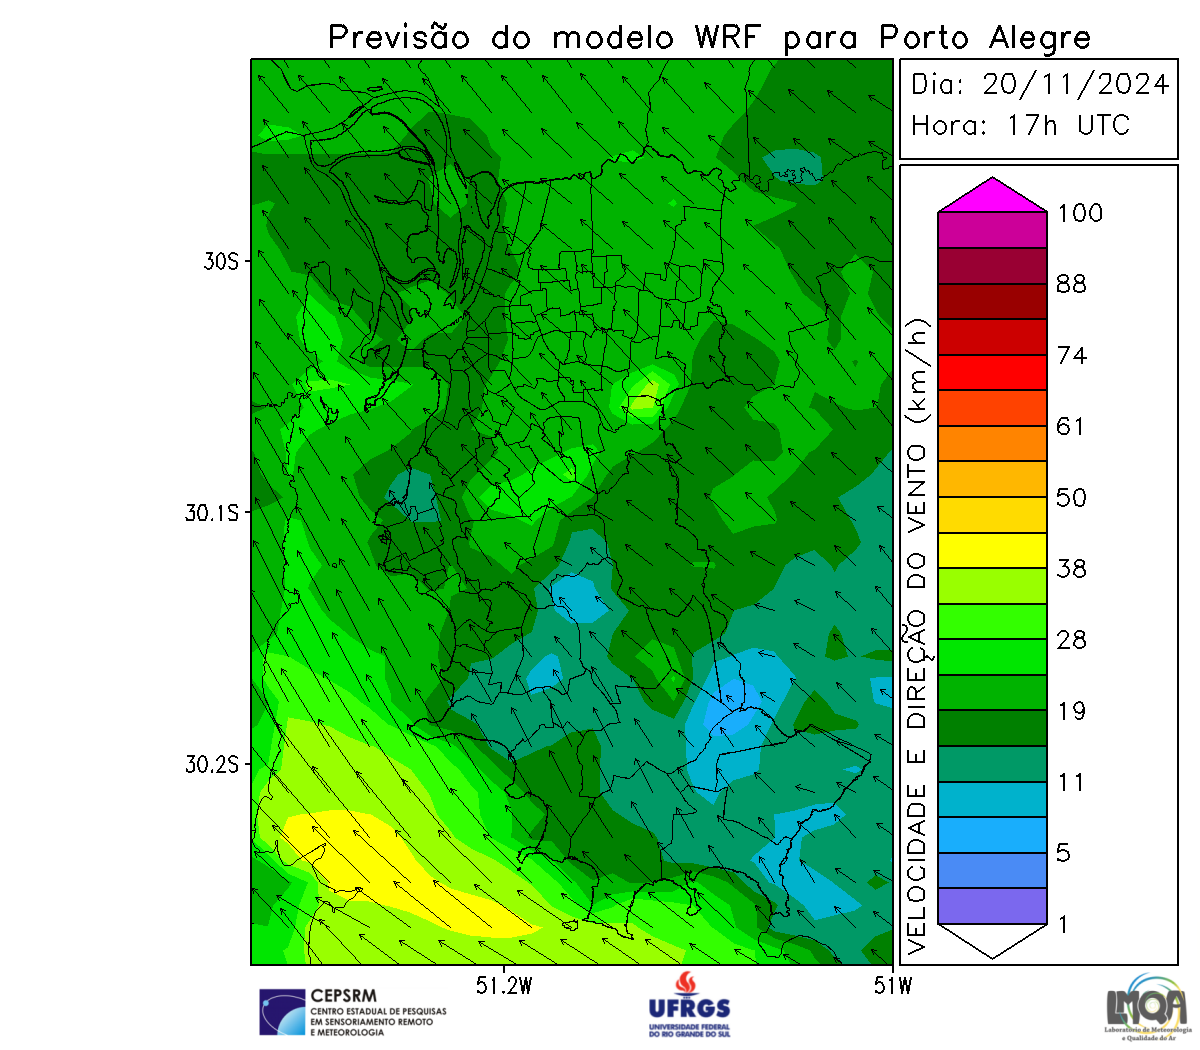 Previsão do modelo WRF para Porto Alegre
Dia: 20/11/2024
Hora: 17h UTC
100
88
74
61
50
38
28
19
11
5
1
VELOCIDADE E DIREÇÃO DO VENTO (km/h)
30S
30.1S
30.2S
51.2W
51W
CEPSRM
CENTRO ESTADUAL DE PESQUISAS
EM SENSORIAMENTO REMOTO
E METEOROLOGIA
UFRGS
UNIVERSIDADE FEDERAL
DO RIO GRANDE DO SUL
LMQA
Laboratório de Meteorologia
e Qualidade do Ar